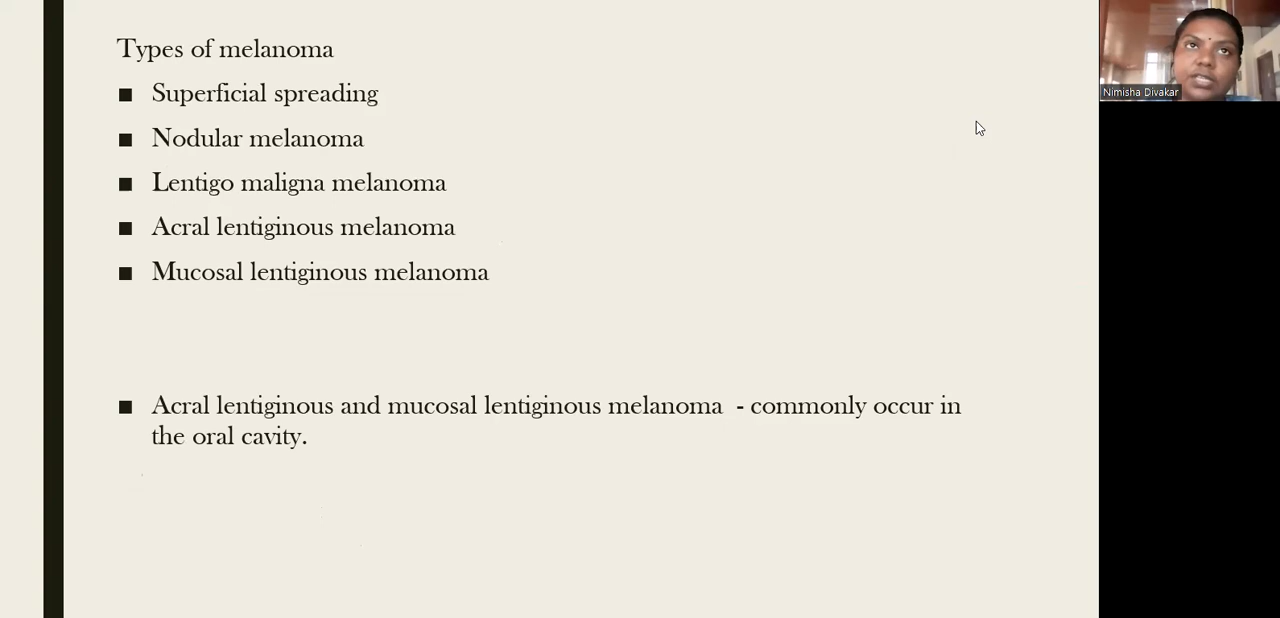 Types of melanoma
■ Superficial spreading
■ Nodular melanoma
■ Lentigo maligna melanoma
■ Acral lentiginous melanoma
■ Mucosal lentiginous melanoma
■ Acral lentiginous and mucosal lentiginous melanoma - commonly occur in
the oral cavity.
Nimisha Divakar